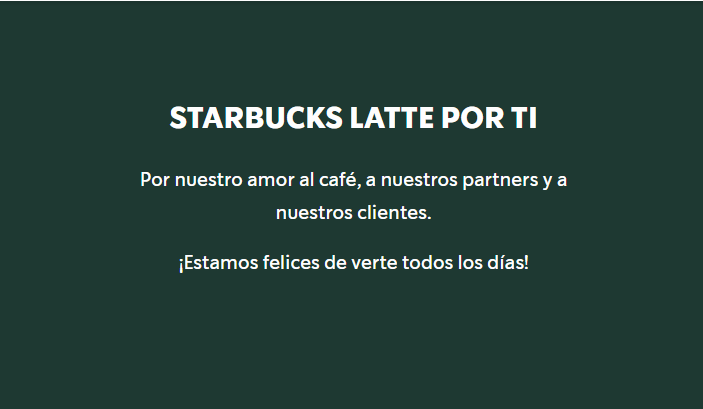 STARBUCKS LATTE POR TI
Por nuestro amor al café, a nuestros partners y a
nuestros clientes.
¡Estamos felices de verte todos los días!